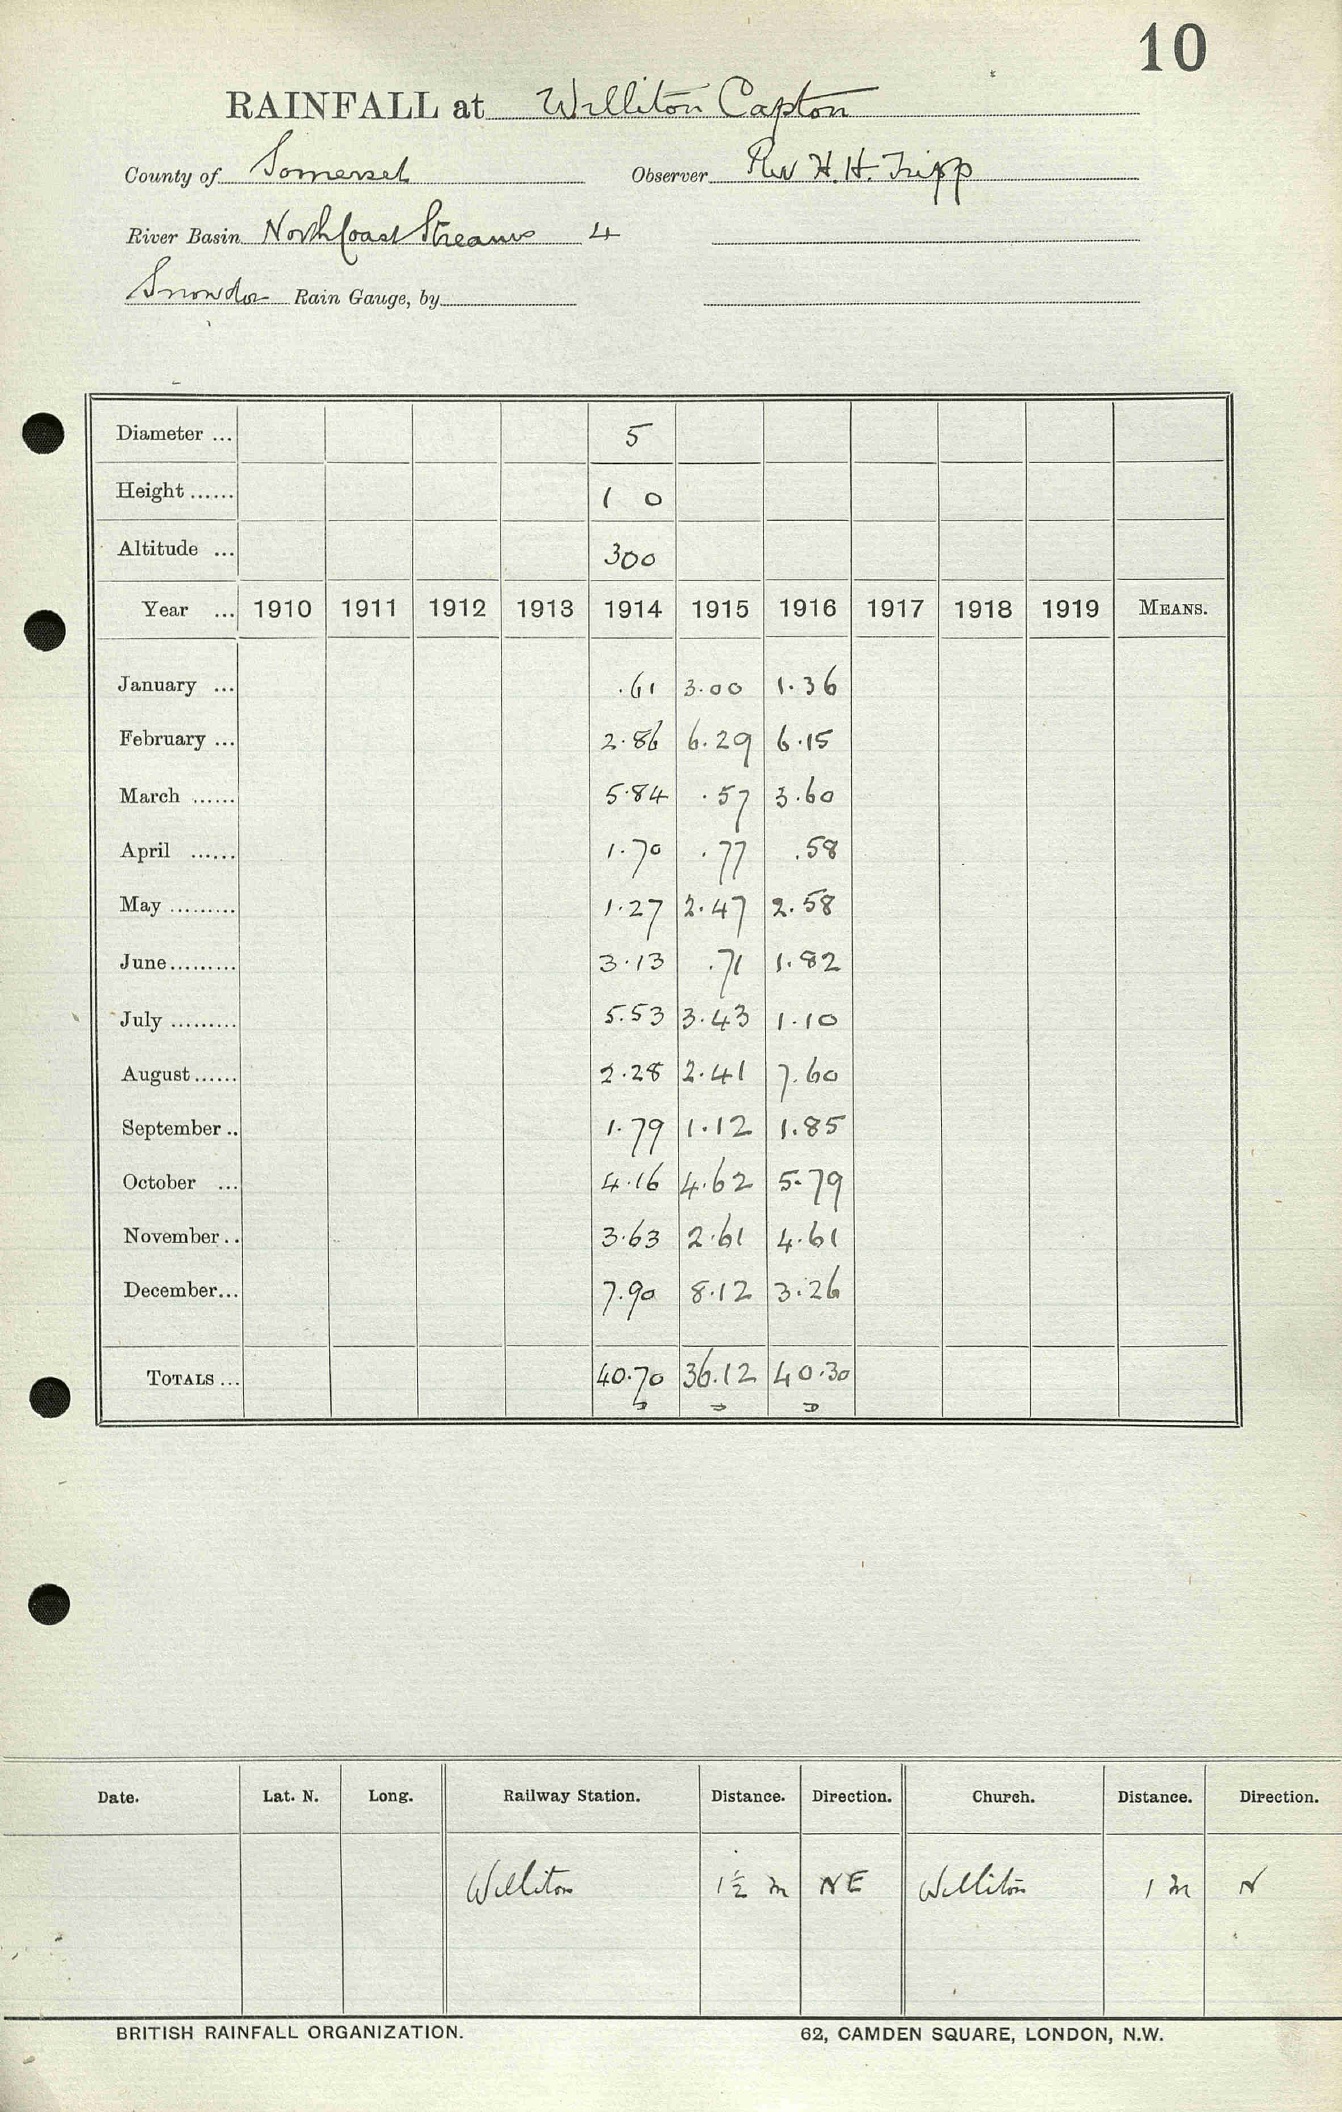 10
RAINFALL at Williton Capton
County of Somerset Observer Rev H. H. Tripp
River Basin North Coast Streams 4
Snowdon Rain Gauge, by
Diameter ... 5
Height ...... 1 0
Altitude ... 300
Year ... 1910 1911 1912 1913 1914 1915 1916 1917 1918 1919 MEANS.
January ... .61 3.00 1.36
February ... 2.86 6.29 6.15
March ...... 5.84 .57 3.60
April ...... 1.70 .77 .58
May ......... 1.27 2.47 2.58
June ......... 3.13 .71 1.82
July ......... 5.53 3.43 1.10
August ...... 2.28 2.41 7.60
September .. 1.79 1.12 1.85
October ... 4.16 4.62 5.79
November .. 3.63 2.61 4.61
December ... 7.90 8.12 3.26
TOTALS ... 40.70 36.12 40.30
Date. Lat. N. Long. Railway Station. Distance. Direction. Church. Distance. Direction.
Williton 1½ m NE Williton 1 m N
BRITISH RAINFALL ORGANIZATION. 62, CAMDEN SQUARE, LONDON, N.W.